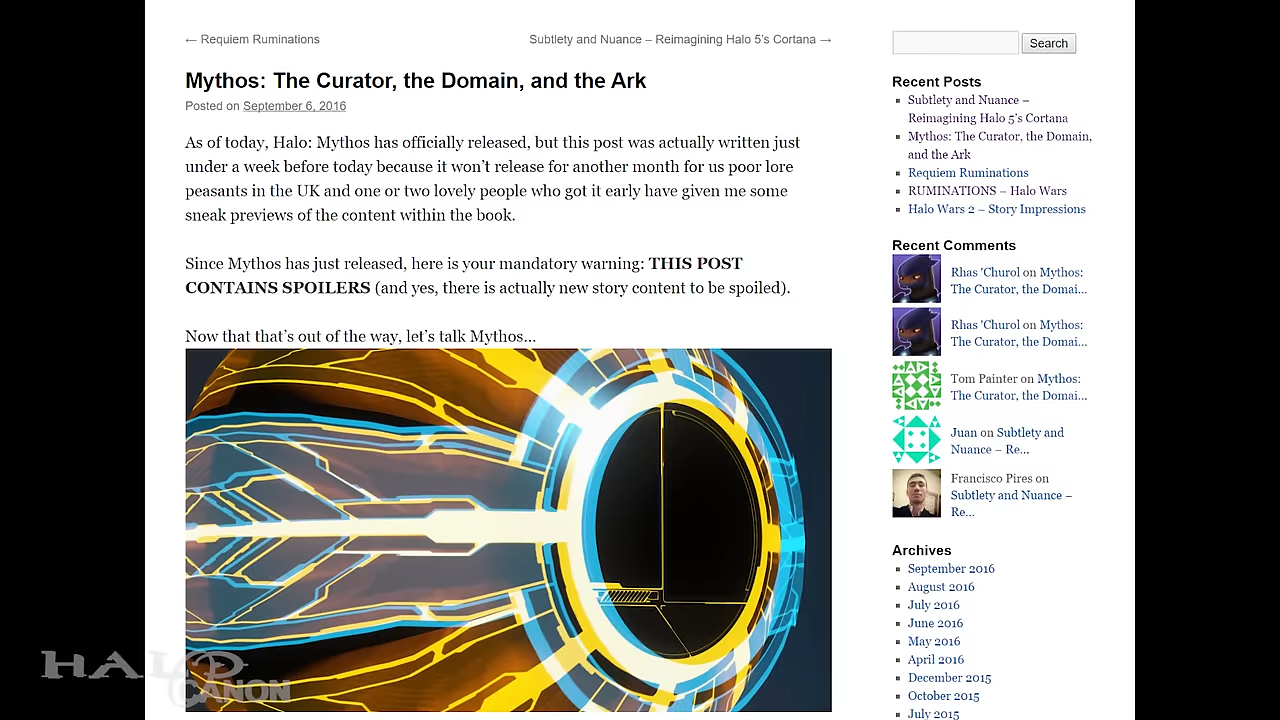 ← Requiem Ruminations
Subtlety and Nuance – Reimagining Halo 5's Cortana →
Mythos: The Curator, the Domain, and the Ark
Posted on September 6, 2016
As of today, Halo: Mythos has officially released, but this post was actually written just
under a week before today because it won't release for another month for us poor lore
peasants in the UK and one or two lovely people who got it early have given me some
sneak previews of the content within the book.
Since Mythos has just released, here is your mandatory warning: THIS POST
CONTAINS SPOILERS (and yes, there is actually new story content to be spoiled).
Now that that's out of the way, let's talk Mythos…
Search
Recent Posts
Subtlety and Nuance –
Reimagining Halo 5's Cortana
Mythos: The Curator, the Domain,
and the Ark
Requiem Ruminations
RUMINATIONS – Halo Wars
Halo Wars 2 – Story Impressions
Recent Comments
Rhas 'Churol on Mythos:
The Curator, the Domai…
Rhas 'Churol on Mythos:
The Curator, the Domai…
Tom Painter on Mythos:
The Curator, the Domai…
Juan on Subtlety and
Nuance – Re…
Francisco Pires on
Subtlety and Nuance –
Re…
Archives
September 2016
August 2016
July 2016
June 2016
May 2016
April 2016
December 2015
October 2015
July 2015
HALO
CANON